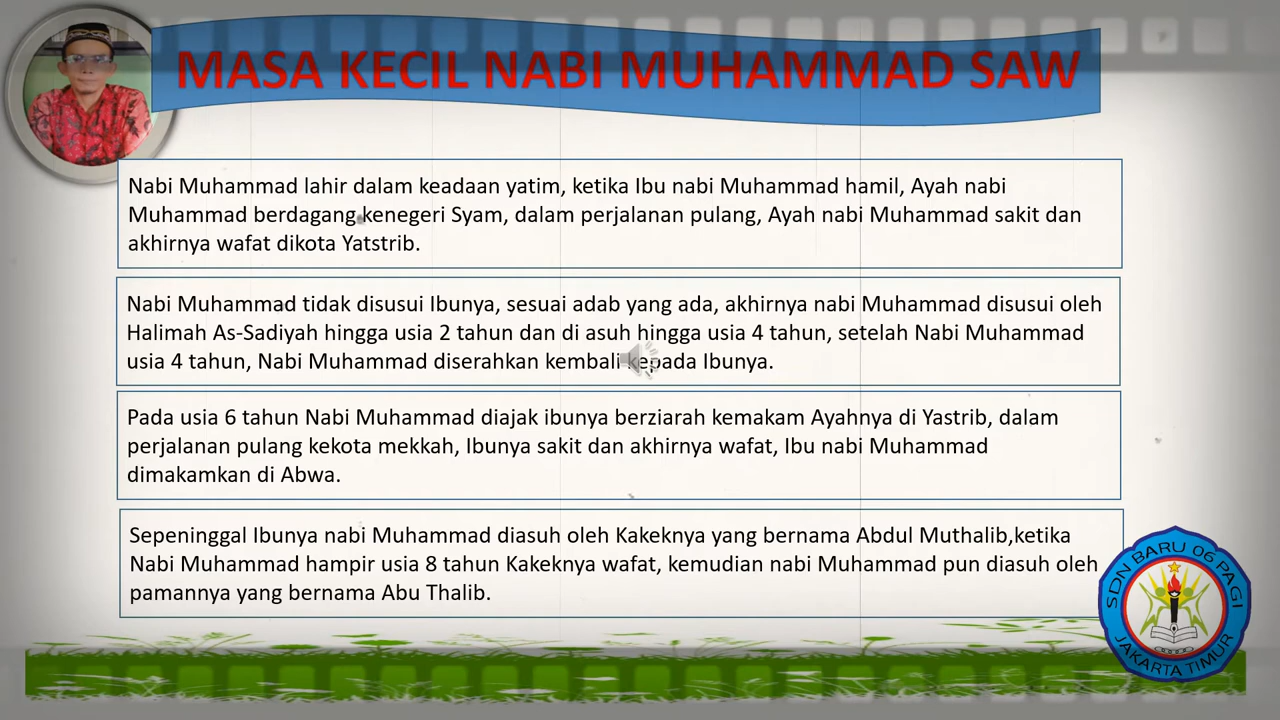 MASA KECIL NABI MUHAMMAD SAW
Nabi Muhammad lahir dalam keadaan yatim, ketika Ibu nabi Muhammad hamil, Ayah nabi
Muhammad berdagang kenegeri Syam, dalam perjalanan pulang, Ayah nabi Muhammad sakit dan
akhirnya wafat dikota Yatstrib.
Nabi Muhammad tidak disusui Ibunya, sesuai adab yang ada, akhirnya nabi Muhammad disusui oleh
Halimah As-Sadiyah hingga usia 2 tahun dan di asuh hingga usia 4 tahun, setelah Nabi Muhammad
usia 4 tahun, Nabi Muhammad diserahkan kembali kepada Ibunya.
Pada usia 6 tahun Nabi Muhammad diajak ibunya berziarah kemakam Ayahnya di Yastrib, dalam
perjalanan pulang kekota mekkah, Ibunya sakit dan akhirnya wafat, Ibu nabi Muhammad
dimakamkan di Abwa.
Sepeninggal Ibunya nabi Muhammad diasuh oleh Kakeknya yang bernama Abdul Muthalib,ketika
Nabi Muhammad hampir usia 8 tahun Kakeknya wafat, kemudian nabi Muhammad pun diasuh oleh
pamannya yang bernama Abu Thalib.
SDN BARU 06 PAGI
JAKARTA TIMUR